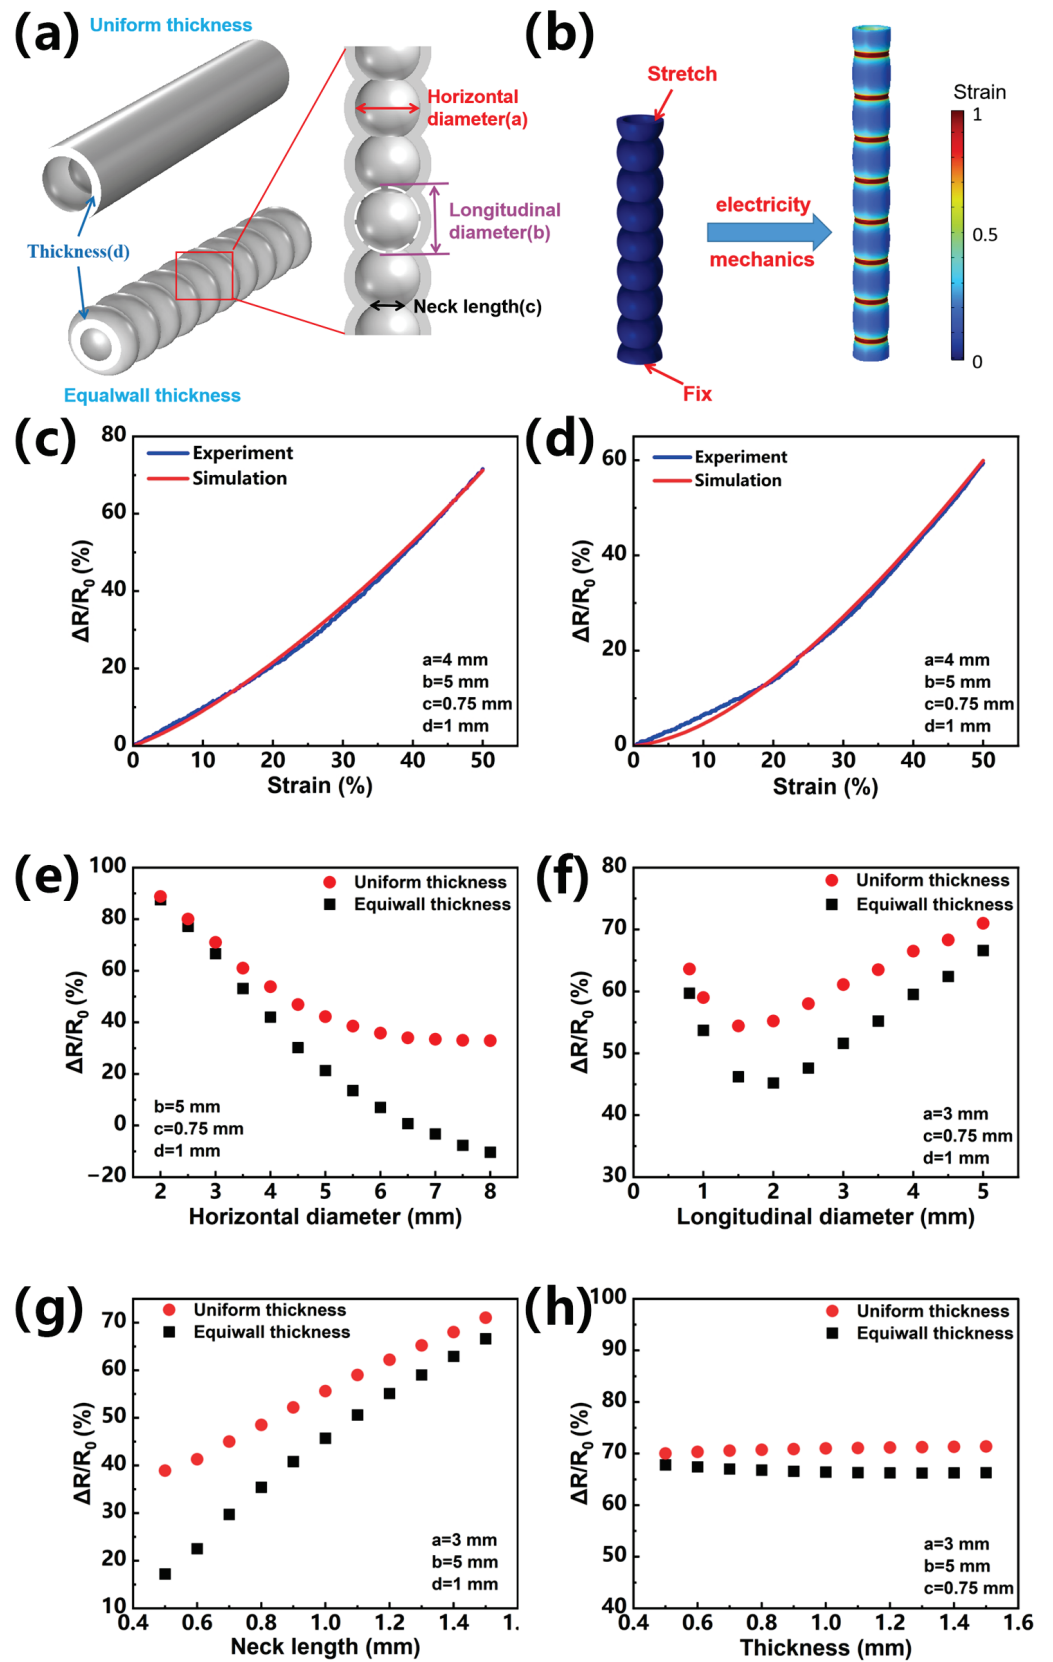 (a)
Uniform thickness
Thickness(d)
Equalwall thickness
Horizontal
diameter(a)
Longitudinal
diameter(b)
Neck length(c)
(b)
Stretch
Fix
electricity
mechanics
Strain
1
0.5
0
(c)
80
60
40
20
0
ΔR/R0 (%)
Experiment
Simulation
a=4 mm
b=5 mm
c=0.75 mm
d=1 mm
0 10 20 30 40 50
Strain (%)
(d)
60
40
20
0
ΔR/R0 (%)
Experiment
Simulation
a=4 mm
b=5 mm
c=0.75 mm
d=1 mm
0 10 20 30 40 50
Strain (%)
(e)
100
80
60
40
20
0
−20
ΔR/R0 (%)
Uniform thickness
Equiwall thickness
b=5 mm
c=0.75 mm
d=1 mm
2 3 4 5 6 7 8
Horizontal diameter (mm)
(f)
80
70
60
50
40
30
ΔR/R0 (%)
Uniform thickness
Equiwall thickness
a=3 mm
c=0.75 mm
d=1 mm
0 1 2 3 4 5
Longitudinal diameter (mm)
(g)
70
60
50
40
30
20
10
ΔR/R0 (%)
Uniform thickness
Equiwall thickness
a=3 mm
b=5 mm
d=1 mm
0.4 0.6 0.8 1.0 1.2 1.4 1.
Neck length (mm)
(h)
100
90
80
70
60
50
40
ΔR/R0 (%)
Uniform thickness
Equiwall thickness
a=3 mm
b=5 mm
c=0.75 mm
0.4 0.6 0.8 1.0 1.2 1.4 1.6
Thickness (mm)